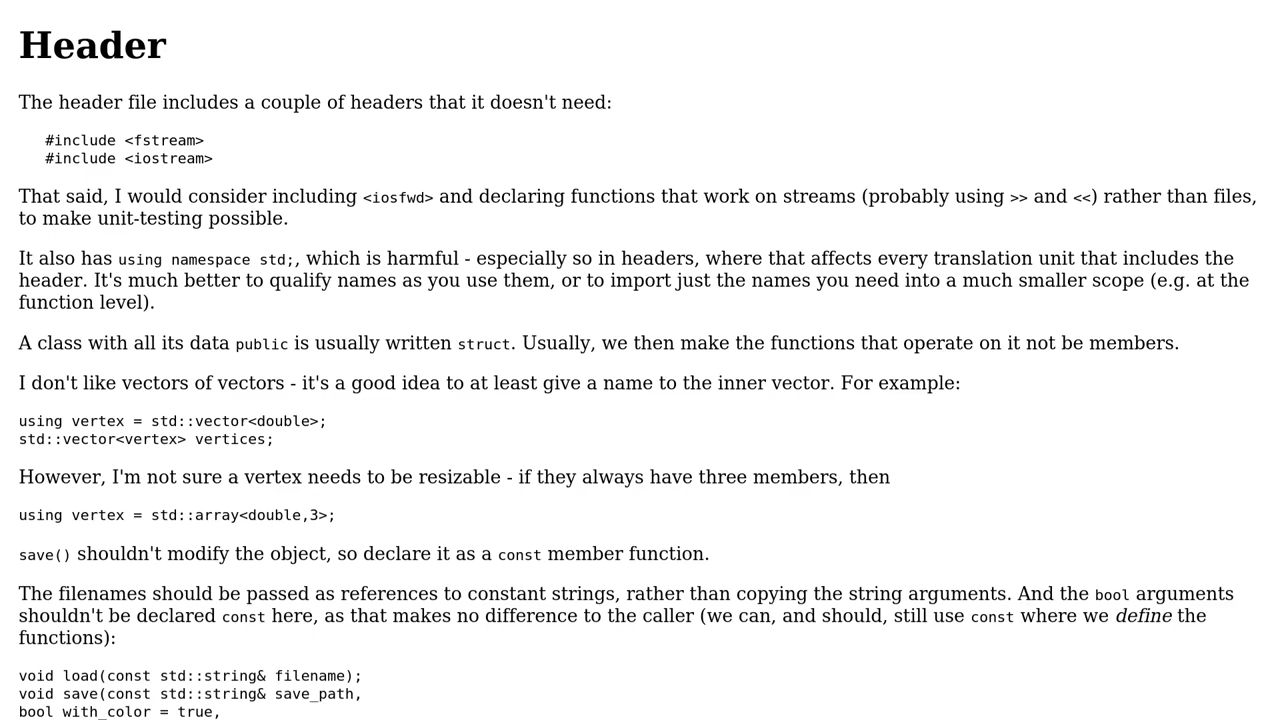 Header
The header file includes a couple of headers that it doesn't need:
#include <fstream>
#include <iostream>
That said, I would consider including <iosfwd> and declaring functions that work on streams (probably using >> and <<) rather than files,
to make unit-testing possible.
It also has using namespace std;, which is harmful - especially so in headers, where that affects every translation unit that includes the
header. It's much better to qualify names as you use them, or to import just the names you need into a much smaller scope (e.g. at the
function level).
A class with all its data public is usually written struct. Usually, we then make the functions that operate on it not be members.
I don't like vectors of vectors - it's a good idea to at least give a name to the inner vector. For example:
using vertex = std::vector<double>;
std::vector<vertex> vertices;
However, I'm not sure a vertex needs to be resizable - if they always have three members, then
using vertex = std::array<double,3>;
save() shouldn't modify the object, so declare it as a const member function.
The filenames should be passed as references to constant strings, rather than copying the string arguments. And the bool arguments
shouldn't be declared const here, as that makes no difference to the caller (we can, and should, still use const where we define the
functions):
void load(const std::string& filename);
void save(const std::string& save_path,
bool with_color = true,